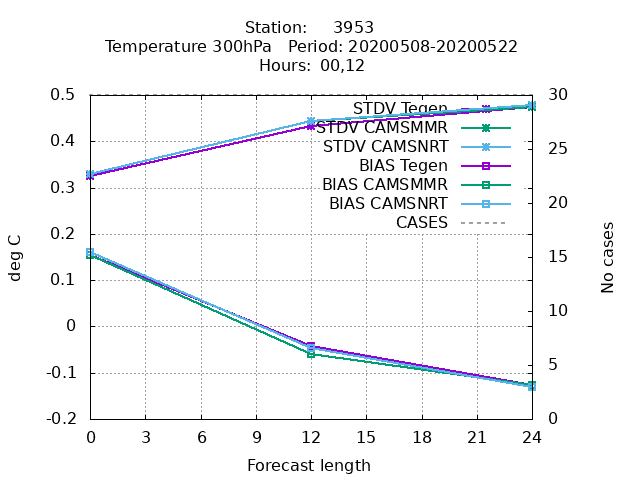 Station: 3953
Temperature 300hPa Period: 20200508-20200522
Hours: 00,12
0.5
0.4
0.3
0.2
0.1
0
-0.1
-0.2
deg C
STDV Tegen
STDV CAMSMMR
STDV CAMSNRT
BIAS Tegen
BIAS CAMSMMR
BIAS CAMSNRT
CASES
30
25
20
15
10
5
0
No cases
0 3 6 9 12 15 18 21 24
Forecast length